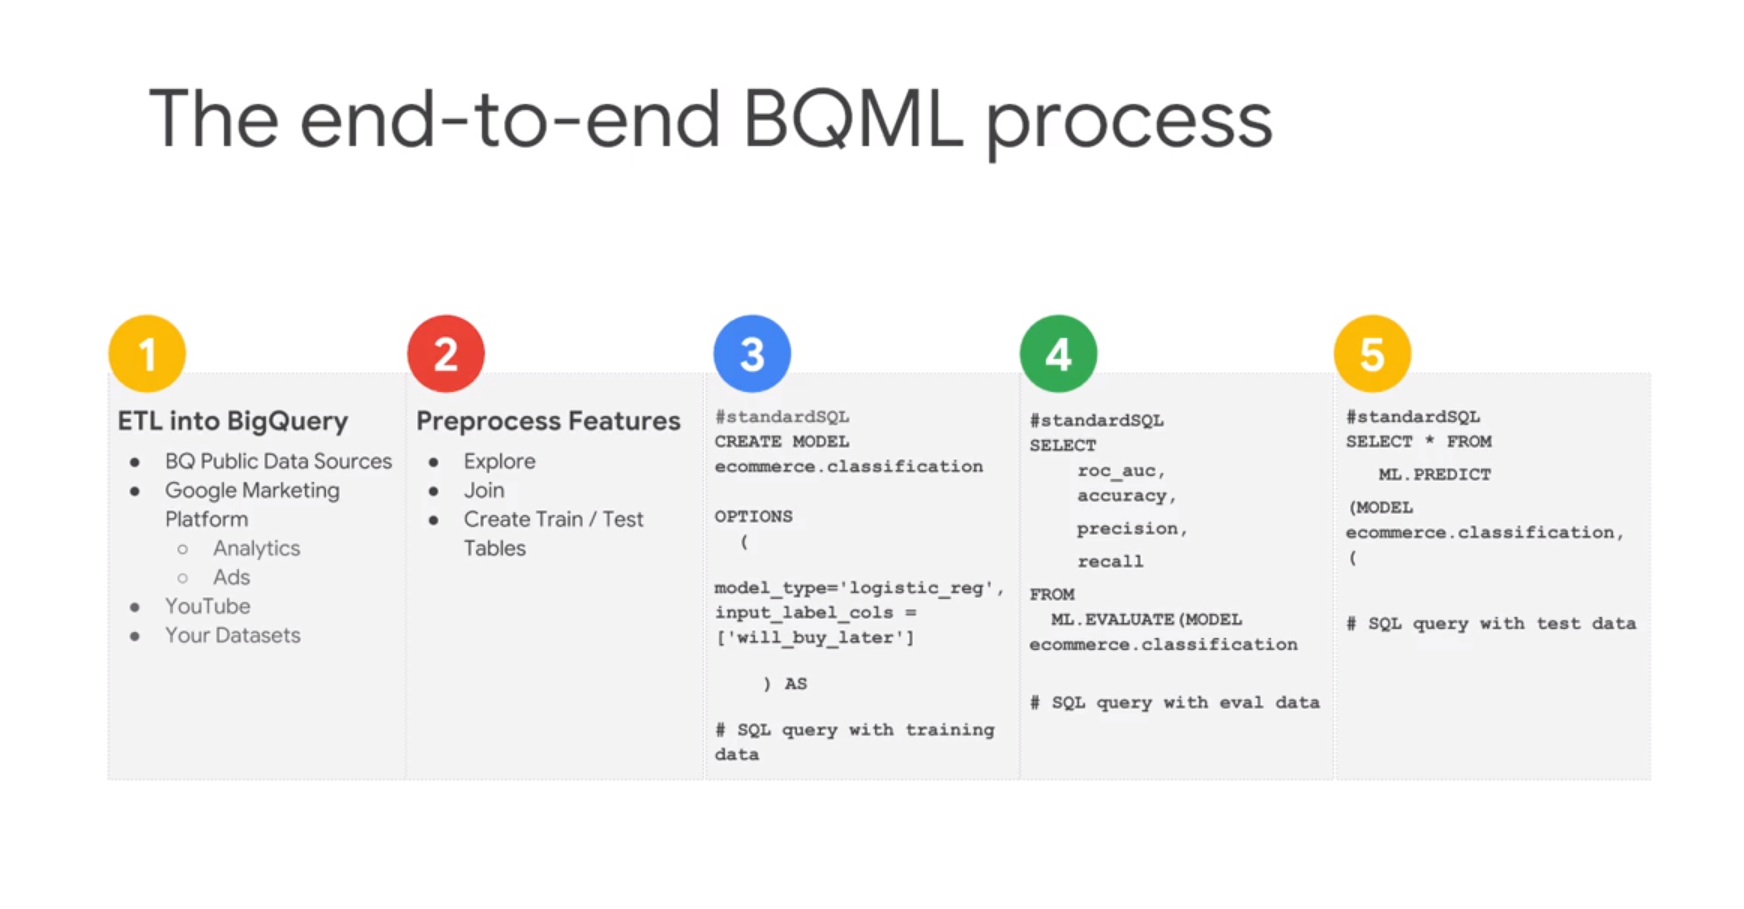 The end-to-end BQML process
1
ETL into BigQuery
● BQ Public Data Sources
● Google Marketing
Platform
○ Analytics
○ Ads
● YouTube
● Your Datasets
2
Preprocess Features
● Explore
● Join
● Create Train / Test
Tables
3
#standardSQL
CREATE MODEL
ecommerce.classification
OPTIONS
(
model_type='logistic_reg',
input_label_cols =
['will_buy_later']
) AS
# SQL query with training
data
4
#standardSQL
SELECT
roc_auc,
accuracy,
precision,
recall
FROM
ML.EVALUATE(MODEL
ecommerce.classification
# SQL query with eval data
5
#standardSQL
SELECT * FROM
ML.PREDICT
(MODEL
ecommerce.classification,
(
# SQL query with test data